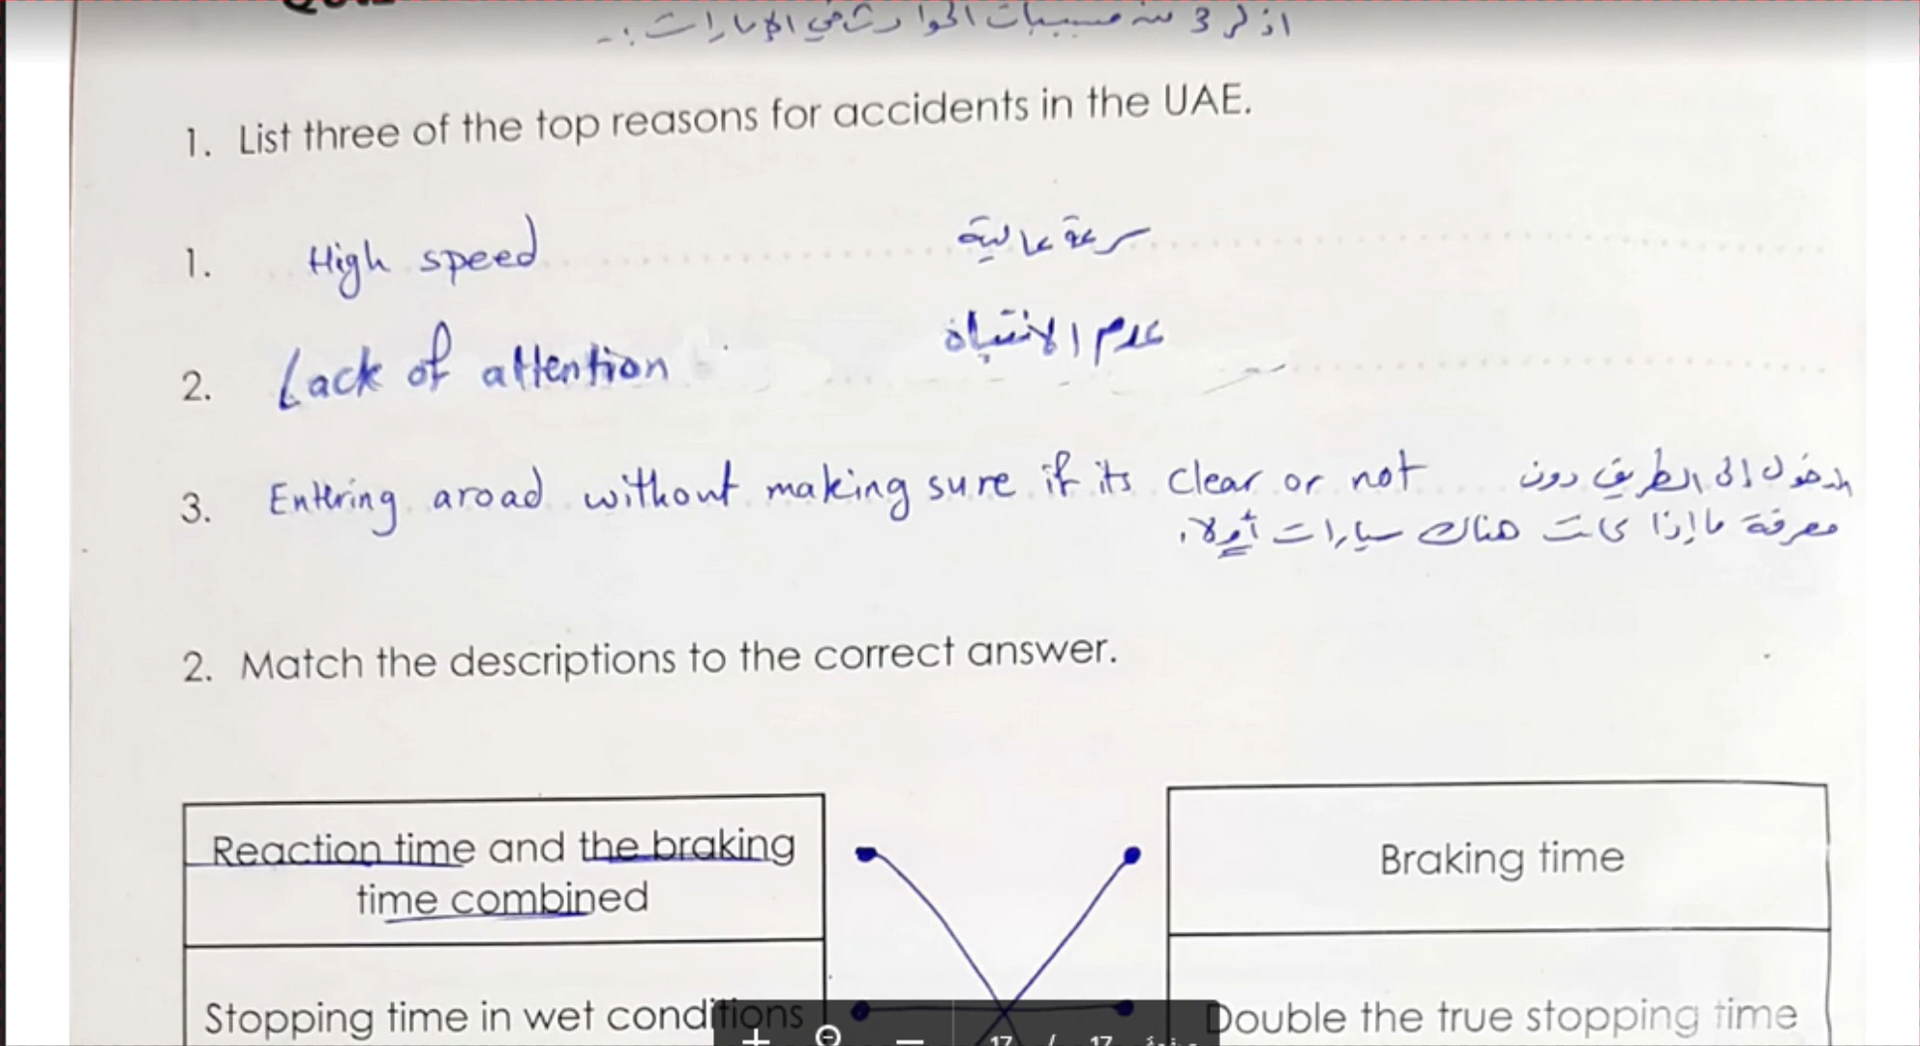 اذكر 3 من مسببات الحوادث في الإمارات :-
1. List three of the top reasons for accidents in the UAE.
1. High speed سرعة عالية
2. Lack of attention عدم الانتباه
3. Entering aroad without making sure if its clear or not الدخول إلى الطريق دون
معرفة ما إذا كانت هناك سيارات أم لا.
2. Match the descriptions to the correct answer.
Reaction time and the braking
time combined
Braking time
Stopping time in wet conditions
Double the true stopping time
17 / 17